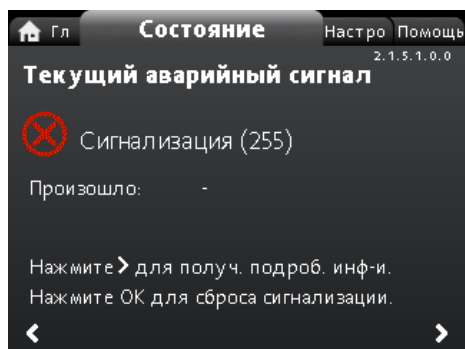 Гл Состояние Настро Помощь
2.1.5.1.0.0
Текущий аварийный сигнал
Сигнализация (255)
Произошло: -
Нажмите > для получ. подроб. инф-и.
Нажмите OK для сброса сигнализации.